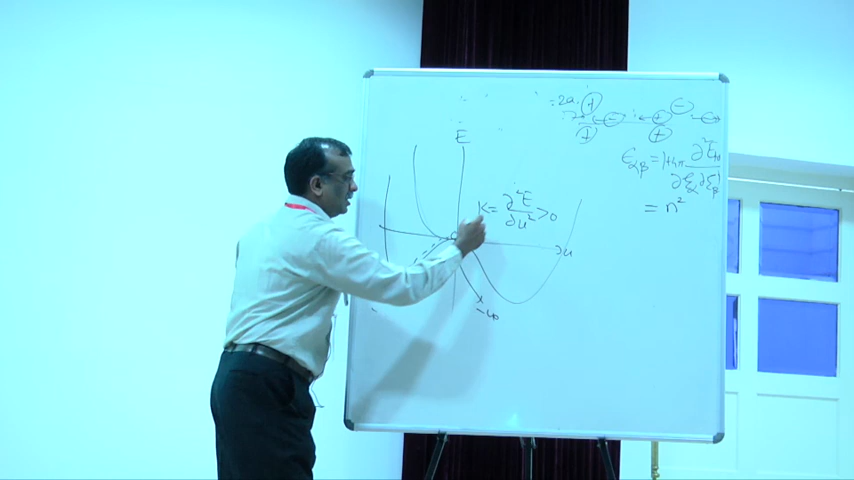 ÷2a
+ - + -
+ +
E
ε_αβ = 1+4π ∂²E_tot/∂ξ_α∂ξ_β
K = ∂²E/∂u² > 0
= n²
u